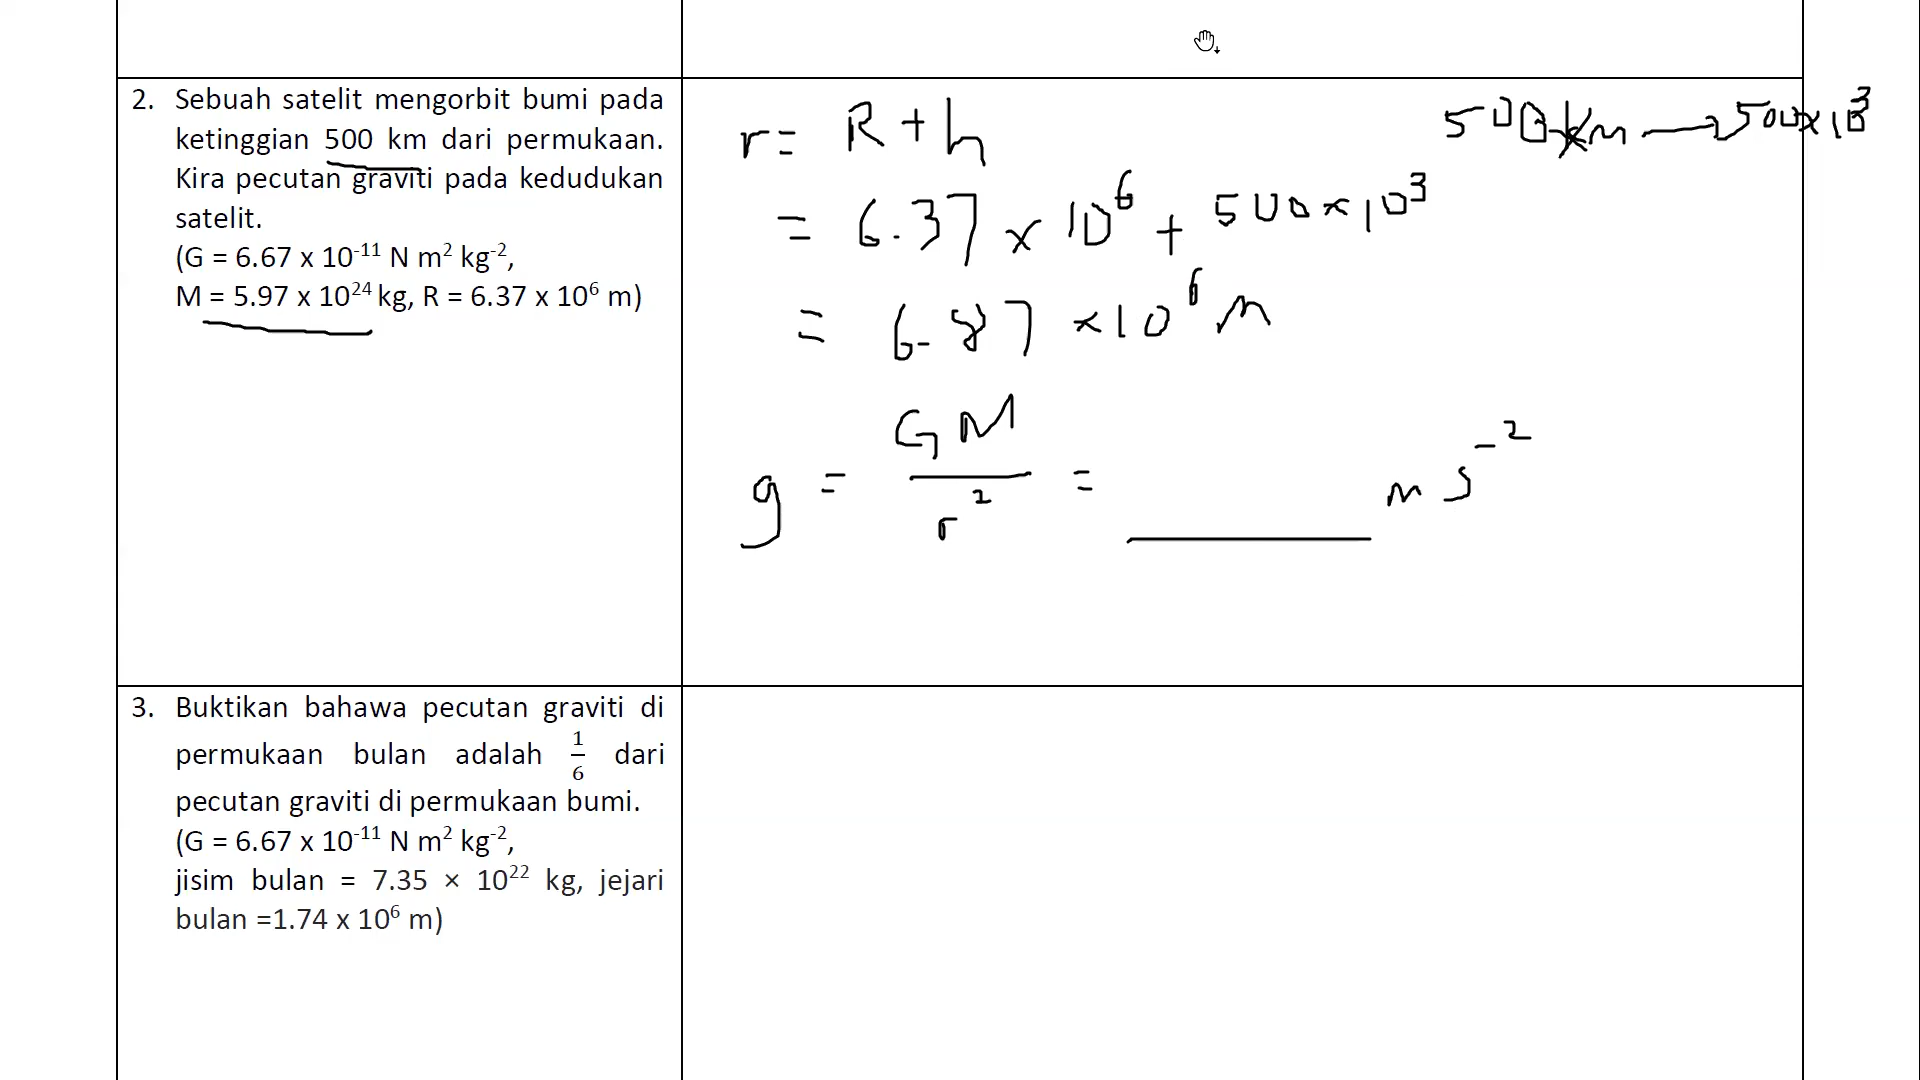 2. Sebuah satelit mengorbit bumi pada
ketinggian 500 km dari permukaan.
Kira pecutan graviti pada kedudukan
satelit.
(G = 6.67 x 10⁻¹¹ N m² kg⁻²,
M = 5.97 x 10²⁴ kg, R = 6.37 x 10⁶ m)
r = R + h
500 km → 500 x 10³
= 6.37 x 10⁶ + 500 x 10³
= 6.87 x 10⁶ m
g = GM / r² = ______ m s⁻²
3. Buktikan bahawa pecutan graviti di
permukaan bulan adalah 1/6 dari
pecutan graviti di permukaan bumi.
(G = 6.67 x 10⁻¹¹ N m² kg⁻²,
jisim bulan = 7.35 × 10²² kg, jejari
bulan =1.74 x 10⁶ m)